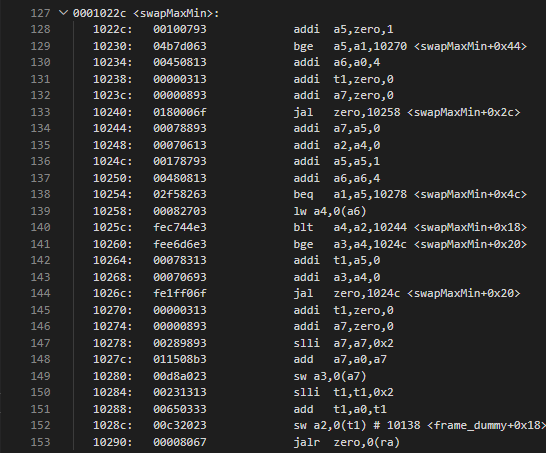 127 0001022c <swapMaxMin>:
128 1022c: 00100793 addi a5,zero,1
129 10230: 04b7d063 bge a5,a1,10270 <swapMaxMin+0x44>
130 10234: 00450813 addi a6,a0,4
131 10238: 00000313 addi t1,zero,0
132 1023c: 00000893 addi a7,zero,0
133 10240: 0180006f jal zero,10258 <swapMaxMin+0x2c>
134 10244: 00078893 addi a7,a5,0
135 10248: 00070613 addi a2,a4,0
136 1024c: 00178793 addi a5,a5,1
137 10250: 00480813 addi a6,a6,4
138 10254: 02f58263 beq a1,a5,10278 <swapMaxMin+0x4c>
139 10258: 00082703 lw a4,0(a6)
140 1025c: fec744e3 blt a4,a2,10244 <swapMaxMin+0x18>
141 10260: fee6d6e3 bge a3,a4,1024c <swapMaxMin+0x20>
142 10264: 00078313 addi t1,a5,0
143 10268: 00070693 addi a3,a4,0
144 1026c: fe1ff06f jal zero,1024c <swapMaxMin+0x20>
145 10270: 00000313 addi t1,zero,0
146 10274: 00000893 addi a7,zero,0
147 10278: 00289893 slli a7,a7,0x2
148 1027c: 011508b3 add a7,a0,a7
149 10280: 00d8a023 sw a3,0(a7)
150 10284: 00231313 slli t1,t1,0x2
151 10288: 00650333 add t1,a0,t1
152 1028c: 00c32023 sw a2,0(t1) # 10138 <frame_dummy+0x18>
153 10290: 00008067 jalr zero,0(ra)